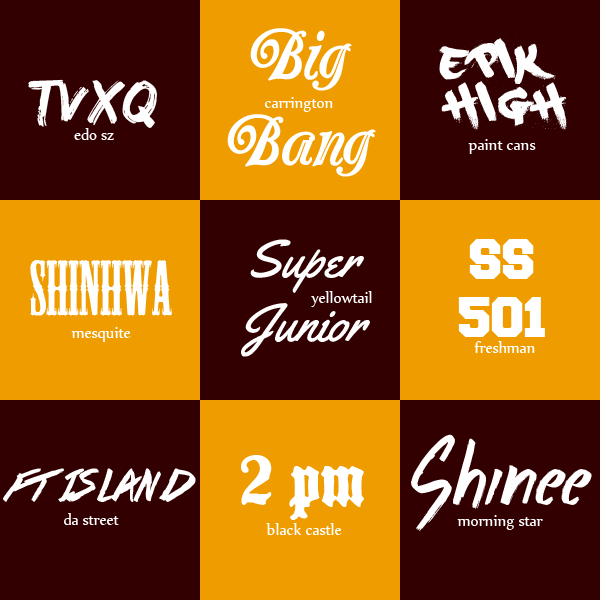 TVXQ
edo sz
Big
carrington
Bang
EPIK
HIGH
paint cans
SHINHWA
mesquite
Super
yellowtail
Junior
SS
501
freshman
FT ISLAND
da street
2 pm
black castle
Shinee
morning star